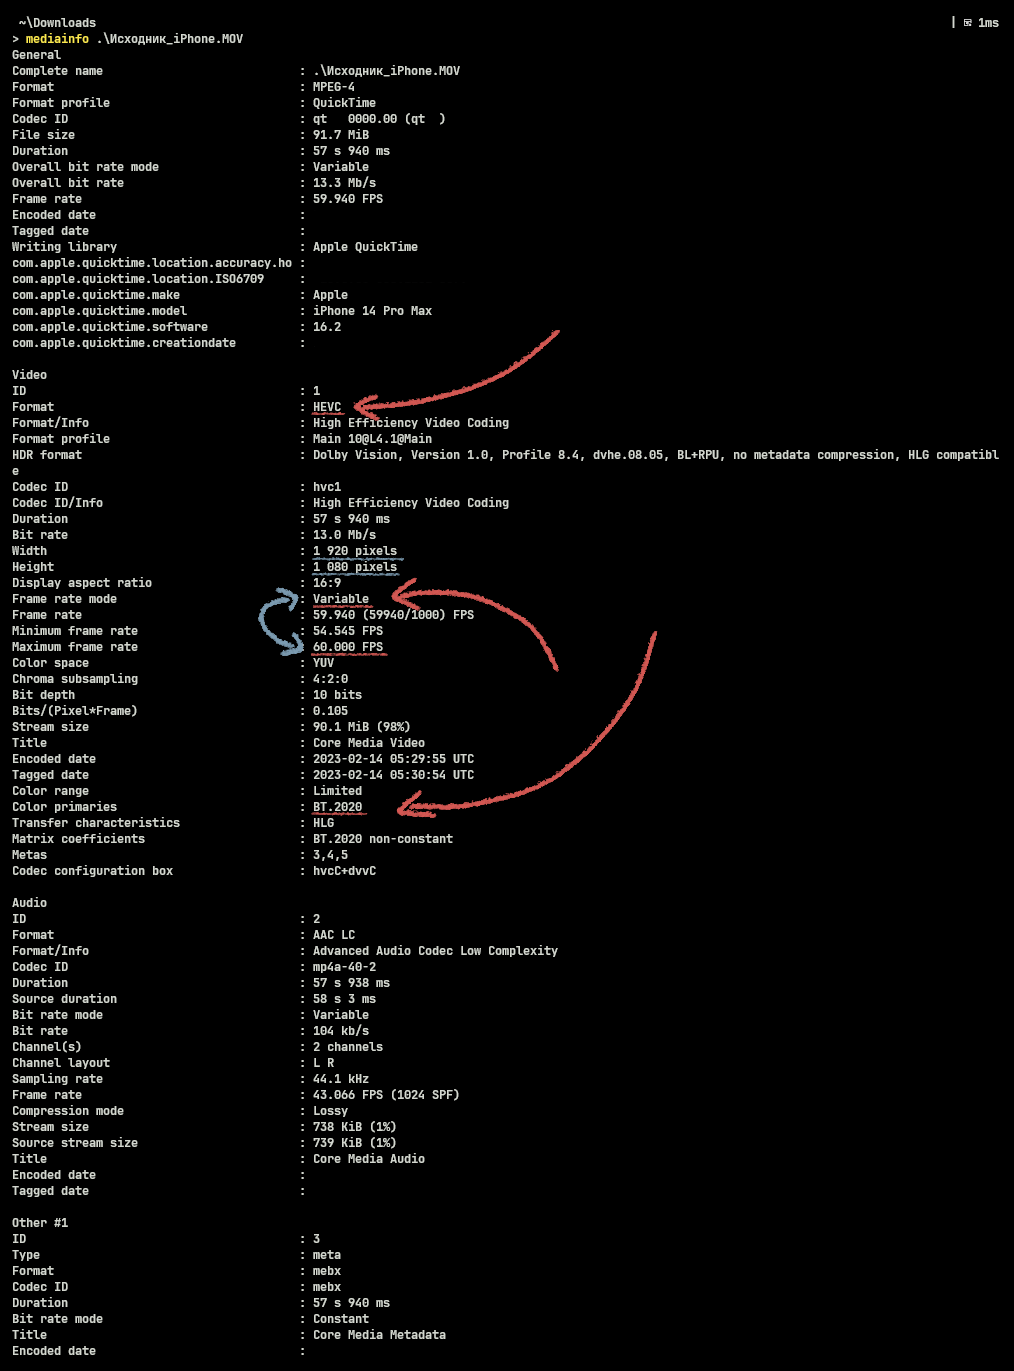 ~\Downloads | 1ms
> mediainfo .\Исходник_iPhone.MOV
General
Complete name : .\Исходник_iPhone.MOV
Format : MPEG-4
Format profile : QuickTime
Codec ID : qt 0000.00 (qt )
File size : 91.7 MiB
Duration : 57 s 940 ms
Overall bit rate mode : Variable
Overall bit rate : 13.3 Mb/s
Frame rate : 59.940 FPS
Encoded date :
Tagged date :
Writing library : Apple QuickTime
com.apple.quicktime.location.accuracy.ho :
com.apple.quicktime.location.ISO6709 :
com.apple.quicktime.make : Apple
com.apple.quicktime.model : iPhone 14 Pro Max
com.apple.quicktime.software : 16.2
com.apple.quicktime.creationdate :
Video
ID : 1
Format : HEVC
Format/Info : High Efficiency Video Coding
Format profile : Main 10@L4.1@Main
HDR format : Dolby Vision, Version 1.0, Profile 8.4, dvhe.08.05, BL+RPU, no metadata compression, HLG compatibl
e
Codec ID : hvc1
Codec ID/Info : High Efficiency Video Coding
Duration : 57 s 940 ms
Bit rate : 13.0 Mb/s
Width : 1 920 pixels
Height : 1 080 pixels
Display aspect ratio : 16:9
Frame rate mode : Variable
Frame rate : 59.940 (59940/1000) FPS
Minimum frame rate : 54.545 FPS
Maximum frame rate : 60.000 FPS
Color space : YUV
Chroma subsampling : 4:2:0
Bit depth : 10 bits
Bits/(Pixel*Frame) : 0.105
Stream size : 90.1 MiB (98%)
Title : Core Media Video
Encoded date : 2023-02-14 05:29:55 UTC
Tagged date : 2023-02-14 05:30:54 UTC
Color range : Limited
Color primaries : BT.2020
Transfer characteristics : HLG
Matrix coefficients : BT.2020 non-constant
Metas : 3,4,5
Codec configuration box : hvcC+dvvC
Audio
ID : 2
Format : AAC LC
Format/Info : Advanced Audio Codec Low Complexity
Codec ID : mp4a-40-2
Duration : 57 s 938 ms
Source duration : 58 s 3 ms
Bit rate mode : Variable
Bit rate : 104 kb/s
Channel(s) : 2 channels
Channel layout : L R
Sampling rate : 44.1 kHz
Frame rate : 43.066 FPS (1024 SPF)
Compression mode : Lossy
Stream size : 738 KiB (1%)
Source stream size : 739 KiB (1%)
Title : Core Media Audio
Encoded date :
Tagged date :
Other #1
ID : 3
Type : meta
Format : mebx
Codec ID : mebx
Duration : 57 s 940 ms
Bit rate mode : Constant
Title : Core Media Metadata
Encoded date :